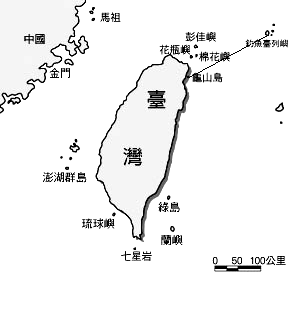 馬祖
中國
彭佳嶼
釣魚臺列嶼
花瓶嶼
棉花嶼
金門
龜山島
臺
灣
澎湖群島
綠島
琉球嶼
蘭嶼
七星岩
0 50 100公里